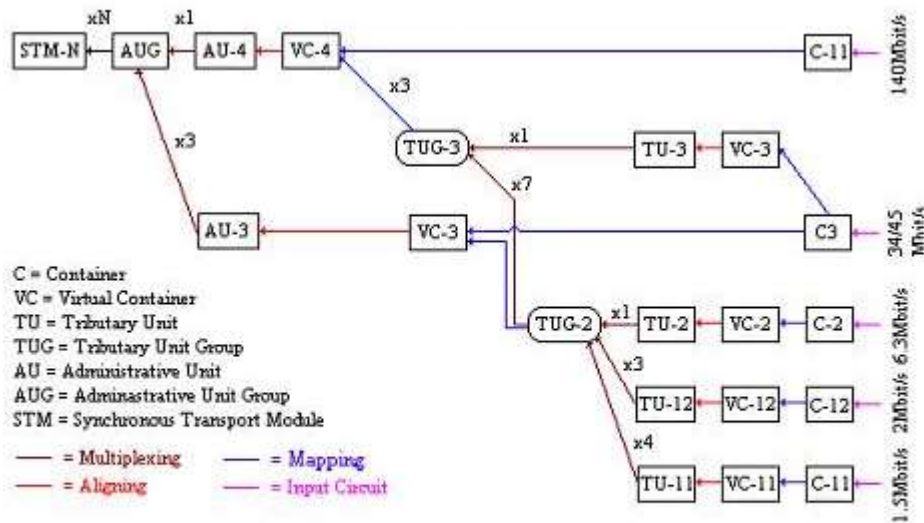 xN x1
STM-N AUG AU-4 VC-4 C-11 140Mbit/s
x3
x3 TUG-3 x1 TU-3 VC-3
x7
AU-3 VC-3 C3 34/45 Mbit/s
C = Container
VC = Virtual Container
TU = Tributary Unit
TUG = Tributary Unit Group
AU = Administrative Unit
AUG = Adminastrative Unit Group
STM = Synchronous Transport Module
TUG-2 x1 TU-2 VC-2 C-2 6.3Mbit/s
x3
TU-12 VC-12 C-12 2Mbit/s
x4
TU-11 VC-11 C-11 1.5Mbit/s
= Multiplexing = Mapping
= Aligning = Input Circuit